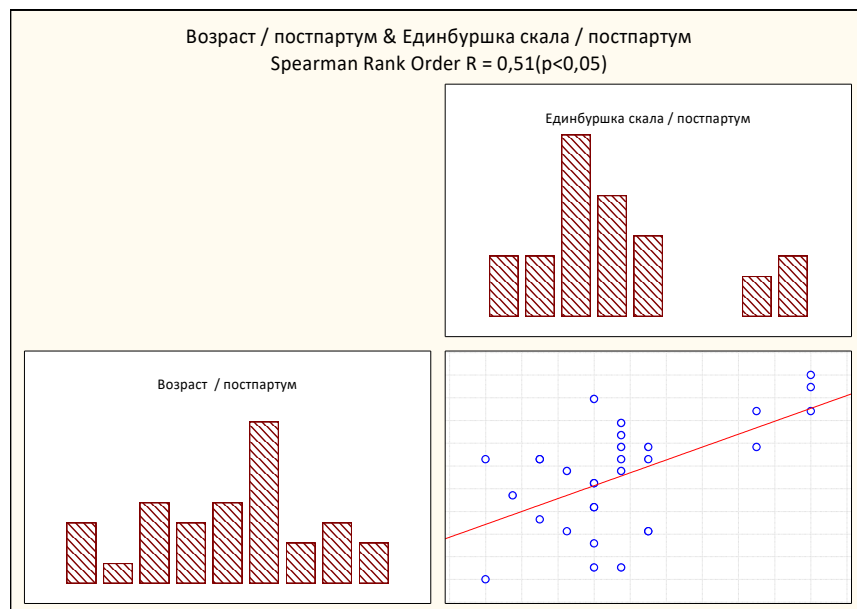 Возраст / постпартум & Единбуршка скала / постпартум
Spearman Rank Order R = 0,51(p<0,05)
Единбуршка скала / постпартум
Возраст / постпартум